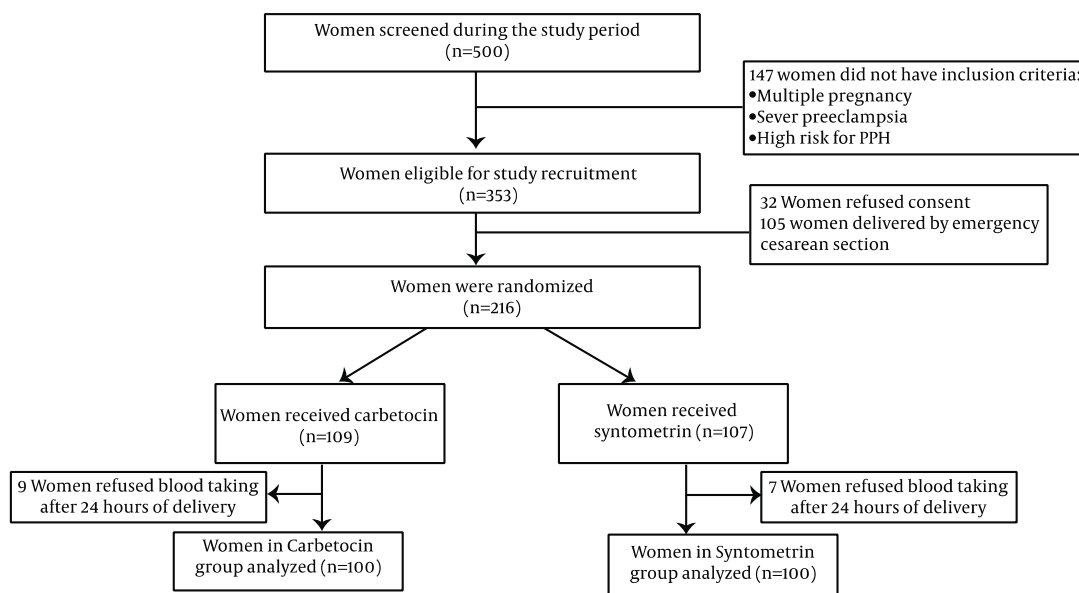 Women screened during the study period
(n=500)
147 women did not have inclusion criteria:
•Multiple pregnancy
•Sever preeclampsia
•High risk for PPH
Women eligible for study recruitment
(n=353)
32 Women refused consent
105 women delivered by emergency
cesarean section
Women were randomized
(n=216)
Women received carbetocin
(n=109)
Women received
syntometrin (n=107)
9 Women refused blood taking
after 24 hours of delivery
7 Women refused blood taking
after 24 hours of delivery
Women in Carbetocin
group analyzed (n=100)
Women in Syntometrin
group analyzed (n=100)